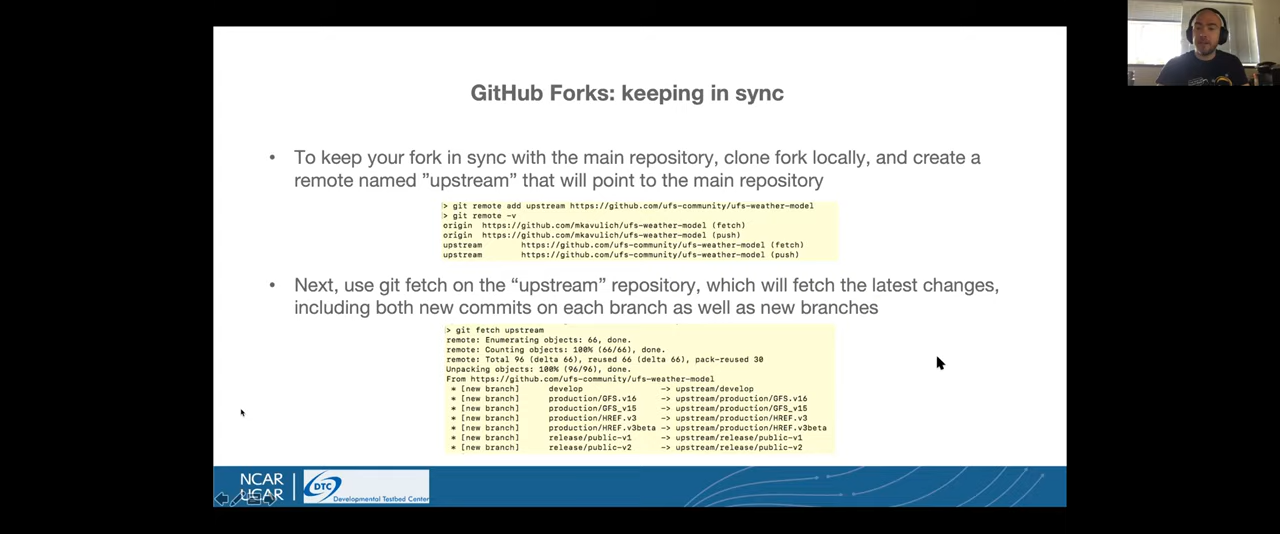 GitHub Forks: keeping in sync
• To keep your fork in sync with the main repository, clone fork locally, and create a
remote named ”upstream” that will point to the main repository
> git remote add upstream https://github.com/ufs-community/ufs-weather-model
> git remote -v
origin https://github.com/mkavulich/ufs-weather-model (fetch)
origin https://github.com/mkavulich/ufs-weather-model (push)
upstream https://github.com/ufs-community/ufs-weather-model (fetch)
upstream https://github.com/ufs-community/ufs-weather-model (push)
• Next, use git fetch on the “upstream” repository, which will fetch the latest changes,
including both new commits on each branch as well as new branches
> git fetch upstream
remote: Enumerating objects: 66, done.
remote: Counting objects: 100% (66/66), done.
remote: Total 96 (delta 66), reused 66 (delta 66), pack-reused 30
Unpacking objects: 100% (96/96), done.
From https://github.com/ufs-community/ufs-weather-model
* [new branch] develop -> upstream/develop
* [new branch] production/GFS.v16 -> upstream/production/GFS.v16
* [new branch] production/GFS_v15 -> upstream/production/GFS_v15
* [new branch] production/HREF.v3 -> upstream/production/HREF.v3
* [new branch] production/HREF.v3beta -> upstream/production/HREF.v3beta
* [new branch] release/public-v1 -> upstream/release/public-v1
* [new branch] release/public-v2 -> upstream/release/public-v2
NCAR
UCAR
DTC
Developmental Testbed Center